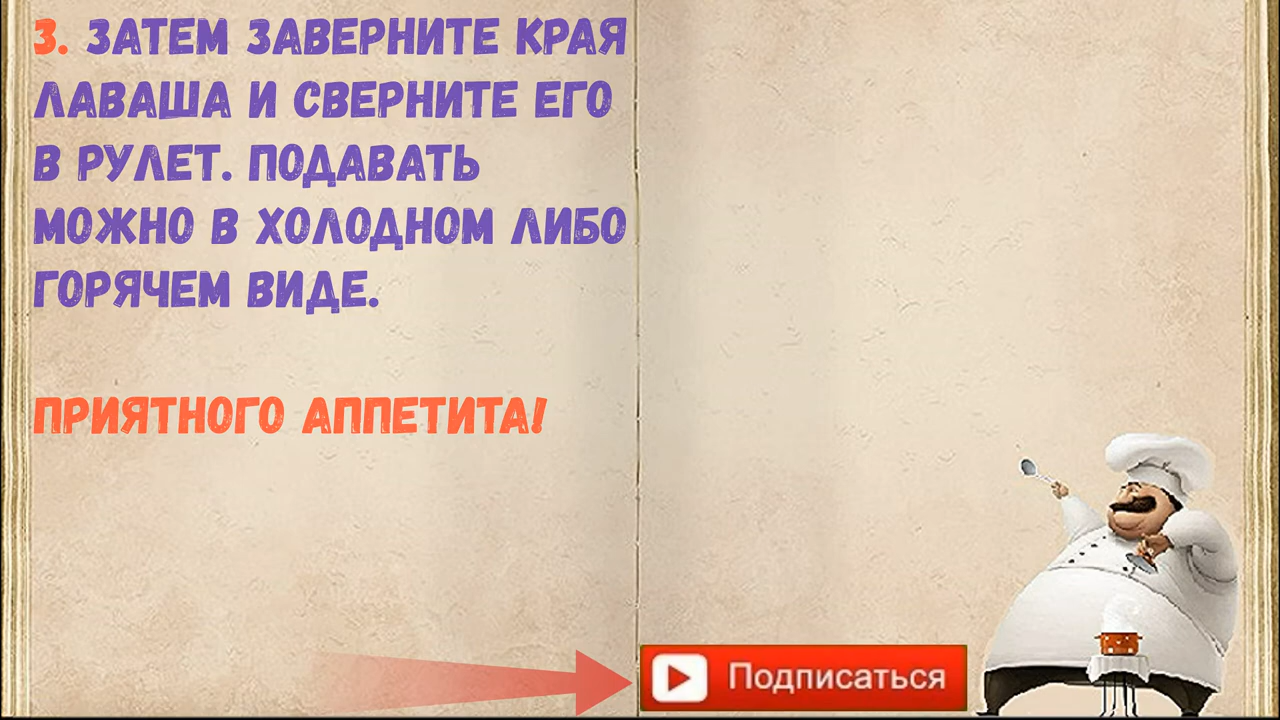 3. ЗАТЕМ ЗАВЕРНИТЕ КРАЯ
ЛАВАША И СВЕРНИТЕ ЕГО
В РУЛЕТ. ПОДАВАТЬ
МОЖНО В ХОЛОДНОМ ЛИБО
ГОРЯЧЕМ ВИДЕ.
ПРИЯТНОГО АППЕТИТА!
Подписаться